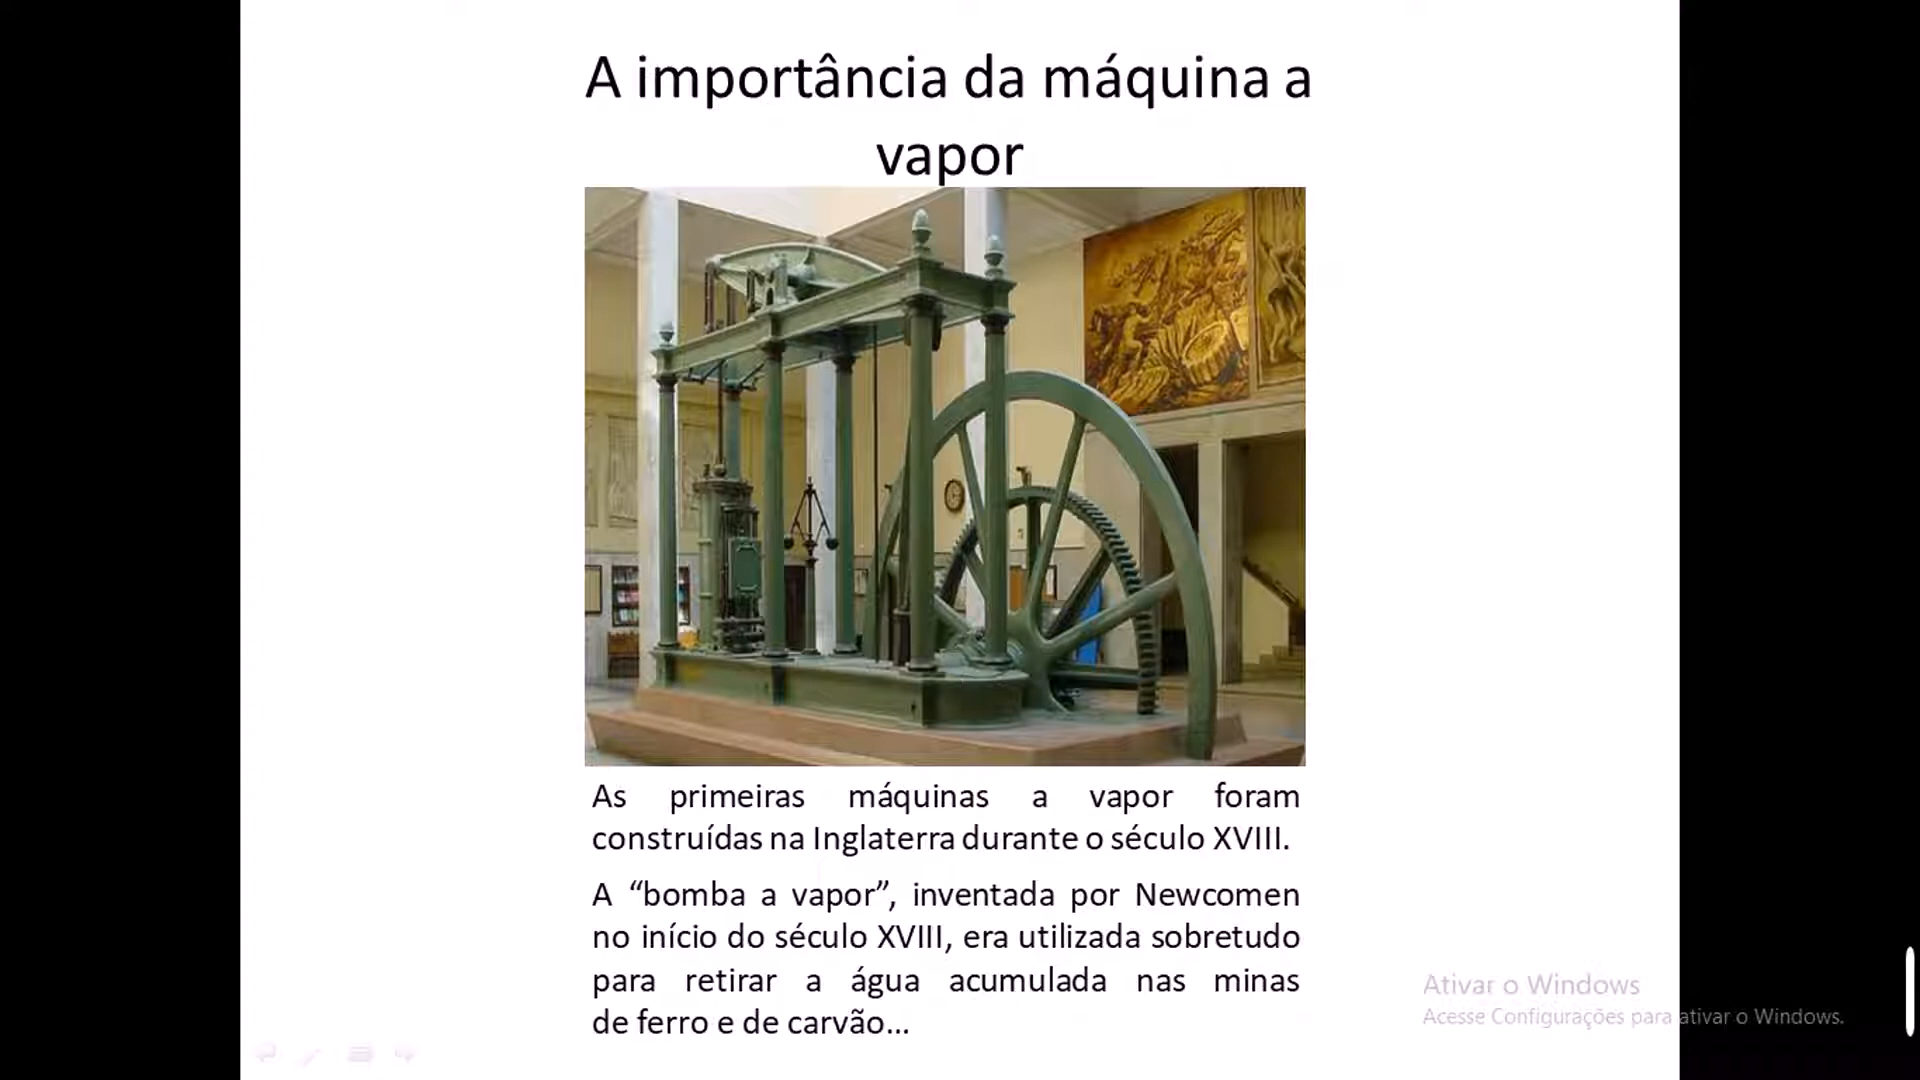 A importância da máquina a
vapor
As primeiras máquinas a vapor foram
construídas na Inglaterra durante o século XVIII.
A “bomba a vapor”, inventada por Newcomen
no início do século XVIII, era utilizada sobretudo
para retirar a água acumulada nas minas
de ferro e de carvão...
Ativar o Windows
Acesse Configurações para ativar o Windows.